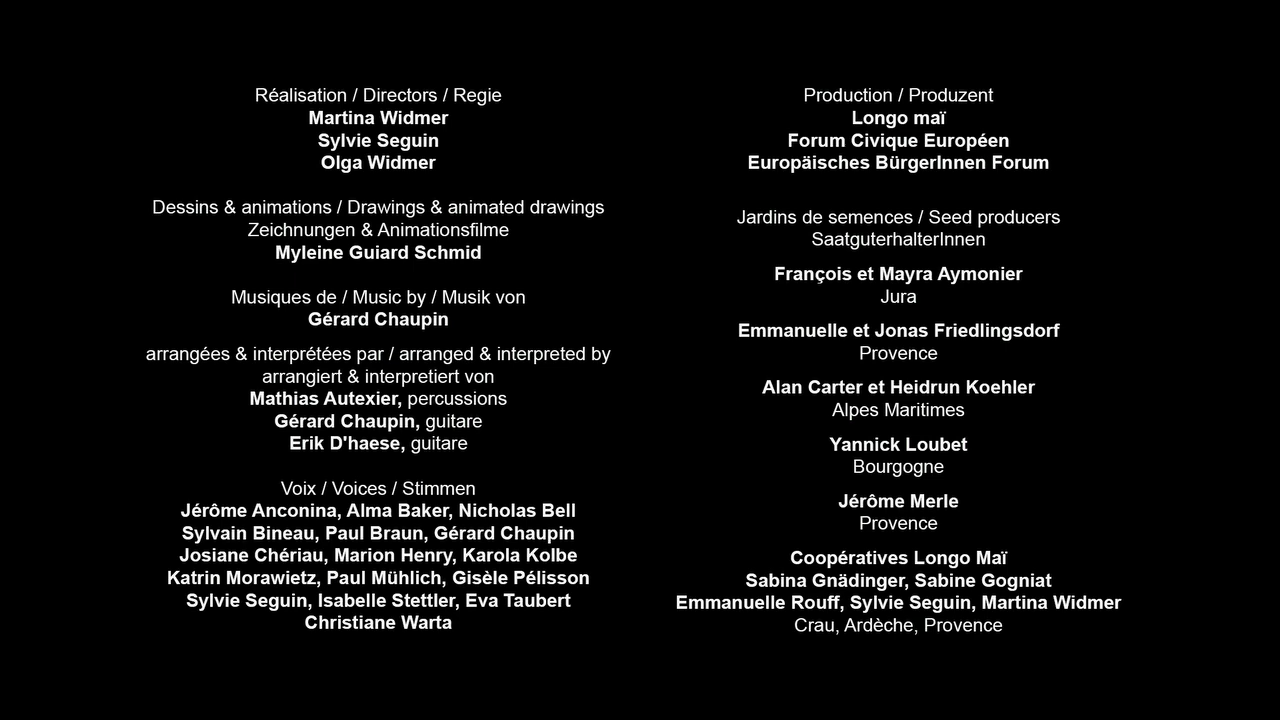 Réalisation / Directors / Regie
Martina Widmer
Sylvie Seguin
Olga Widmer
Dessins & animations / Drawings & animated drawings
Zeichnungen & Animationsfilme
Myleine Guiard Schmid
Musiques de / Music by / Musik von
Gérard Chaupin
arrangées & interprétées par / arranged & interpreted by
arrangiert & interpretiert von
Mathias Autexier, percussions
Gérard Chaupin, guitare
Erik D'haese, guitare
Voix / Voices / Stimmen
Jérôme Anconina, Alma Baker, Nicholas Bell
Sylvain Bineau, Paul Braun, Gérard Chaupin
Josiane Chériau, Marion Henry, Karola Kolbe
Katrin Morawietz, Paul Mühlich, Gisèle Pélisson
Sylvie Seguin, Isabelle Stettler, Eva Taubert
Christiane Warta
Production / Produzent
Longo maï
Forum Civique Européen
Europäisches BürgerInnen Forum
Jardins de semences / Seed producers
SaatguterhalterInnen
François et Mayra Aymonier
Jura
Emmanuelle et Jonas Friedlingsdorf
Provence
Alan Carter et Heidrun Koehler
Alpes Maritimes
Yannick Loubet
Bourgogne
Jérôme Merle
Provence
Coopératives Longo Maï
Sabina Gnädinger, Sabine Gogniat
Emmanuelle Rouff, Sylvie Seguin, Martina Widmer
Crau, Ardèche, Provence